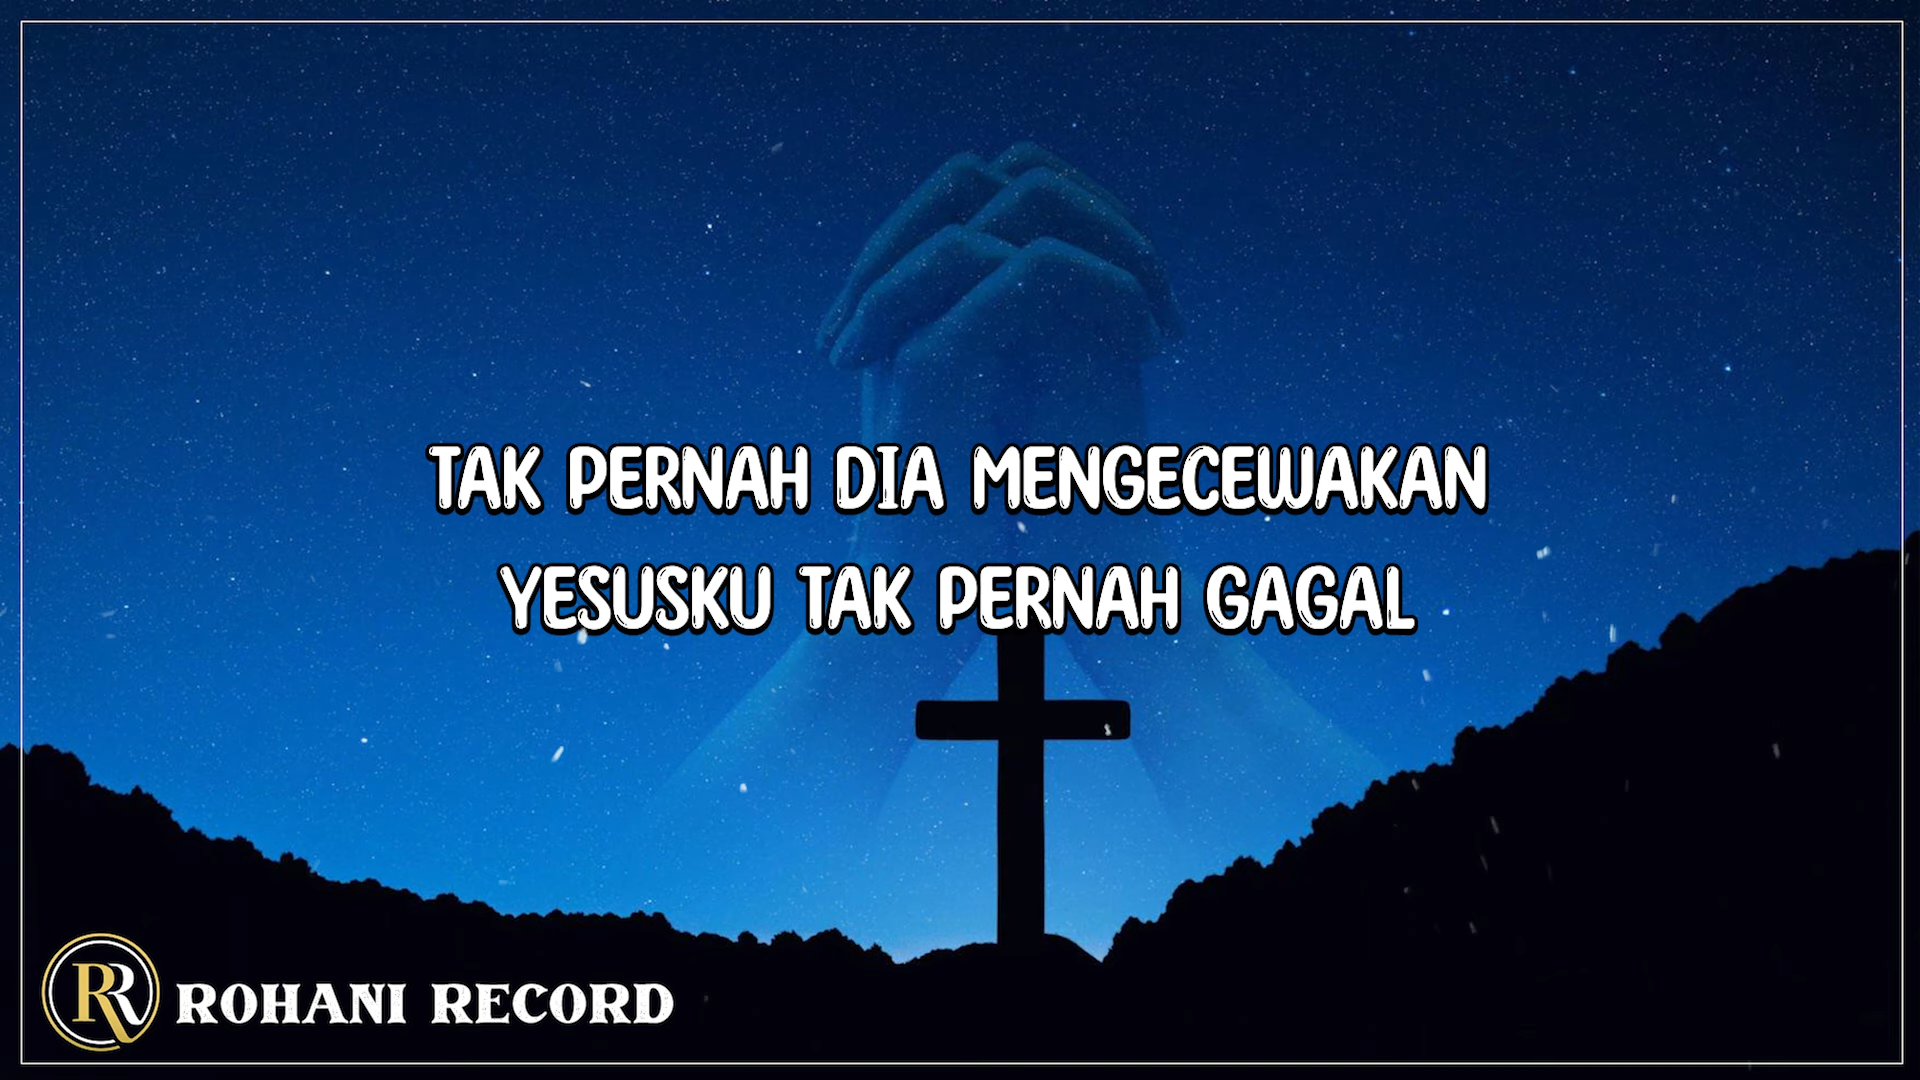 TAK PERNAH DIA MENGECEWAKAN
YESUSKU TAK PERNAH GAGAL
RR ROHANI RECORD